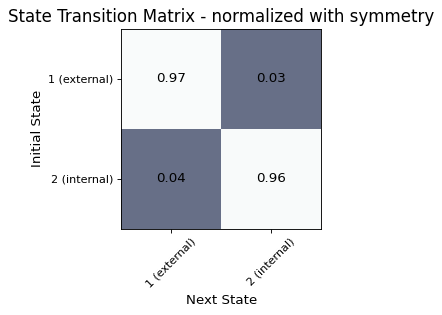 State Transition Matrix - normalized with symmetry
Initial State
1 (external)
0.97
0.03
2 (internal)
0.04
0.96
1 (external)
2 (internal)
Next State